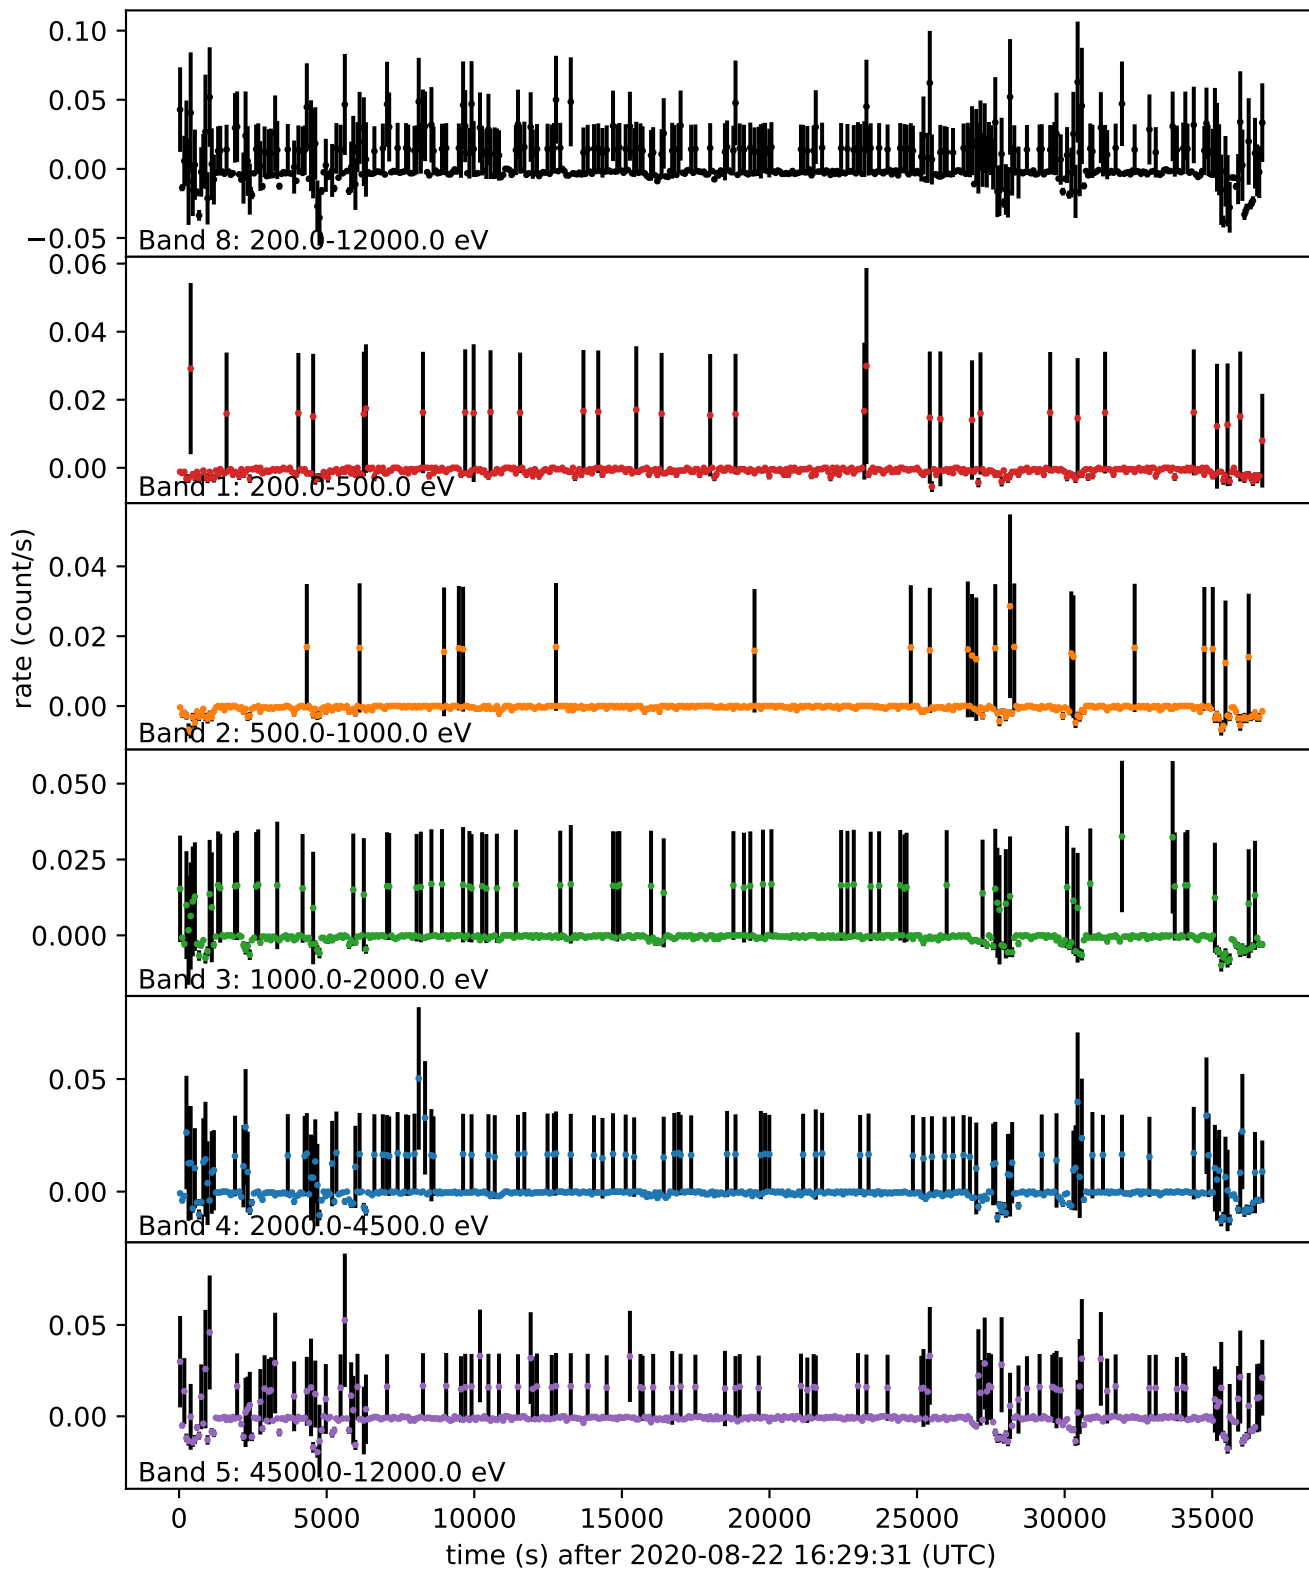 0.10
0.05
0.00
−0.05
Band 8: 200.0-12000.0 eV
0.06
0.04
0.02
0.00
Band 1: 200.0-500.0 eV
rate (count/s)
0.04
0.02
0.00
Band 2: 500.0-1000.0 eV
0.050
0.025
0.000
Band 3: 1000.0-2000.0 eV
0.05
0.00
Band 4: 2000.0-4500.0 eV
0.05
0.00
Band 5: 4500.0-12000.0 eV
0 5000 10000 15000 20000 25000 30000 35000
time (s) after 2020-08-22 16:29:31 (UTC)